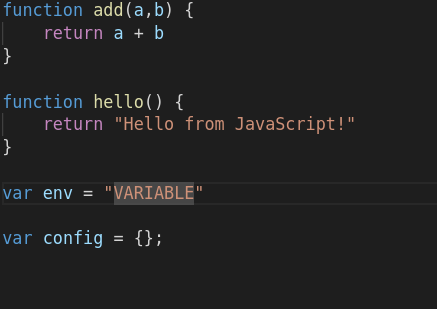 function add(a,b) {
    return a + b
}
function hello() {
    return "Hello from JavaScript!"
}
var env = "VARIABLE"
var config = {};